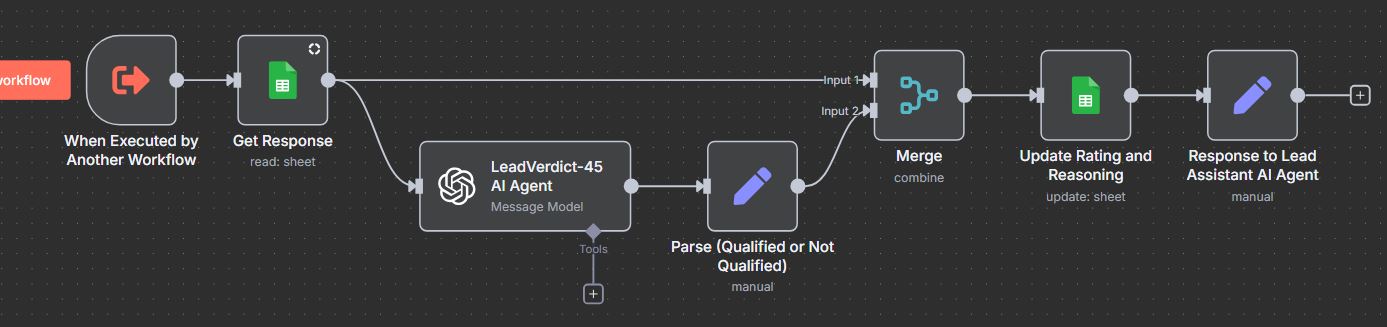 workflow
When Executed by
Another Workflow
Get Response
read: sheet
LeadVerdict-45
AI Agent
Message Model
Tools
Parse (Qualified or Not
Qualified)
manual
Input 1
Input 2
Merge
combine
Update Rating and
Reasoning
update: sheet
Response to Lead
Assistant AI Agent
manual